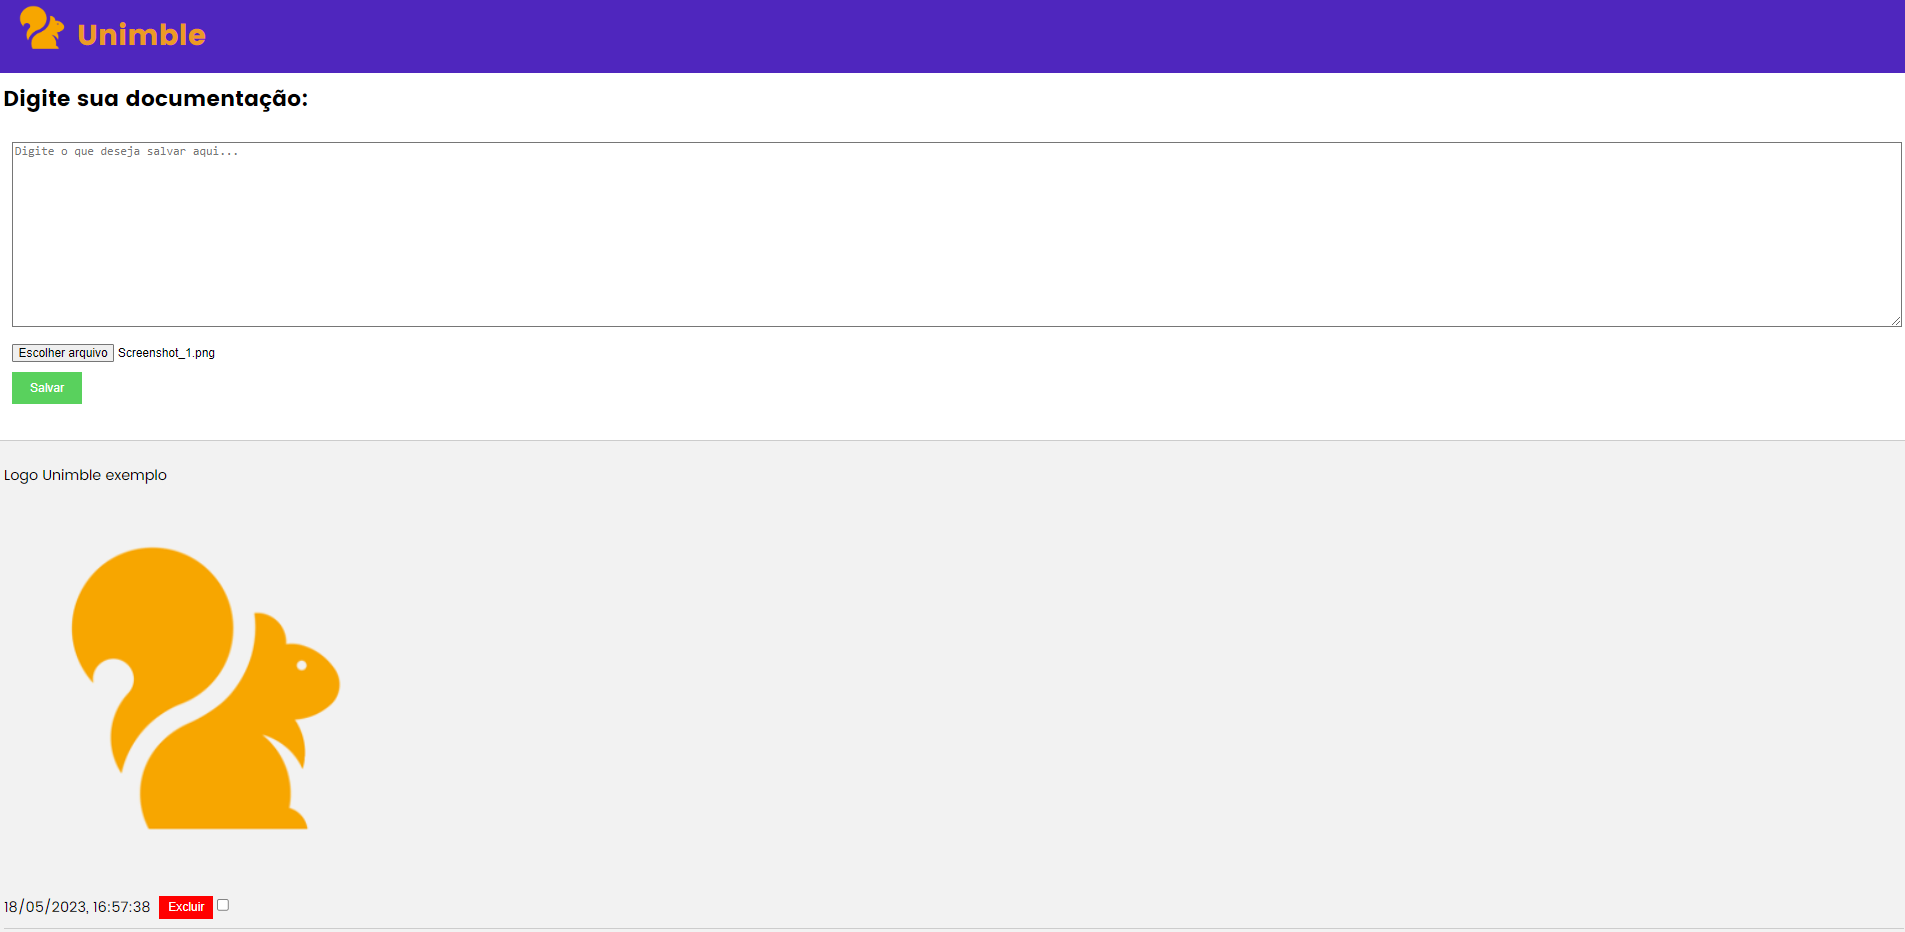 Unimble
Digite sua documentação:
Digite o que deseja salvar aqui...
Escolher arquivo Screenshot_1.png
Salvar
Logo Unimble exemplo
18/05/2023, 16:57:38 Excluir